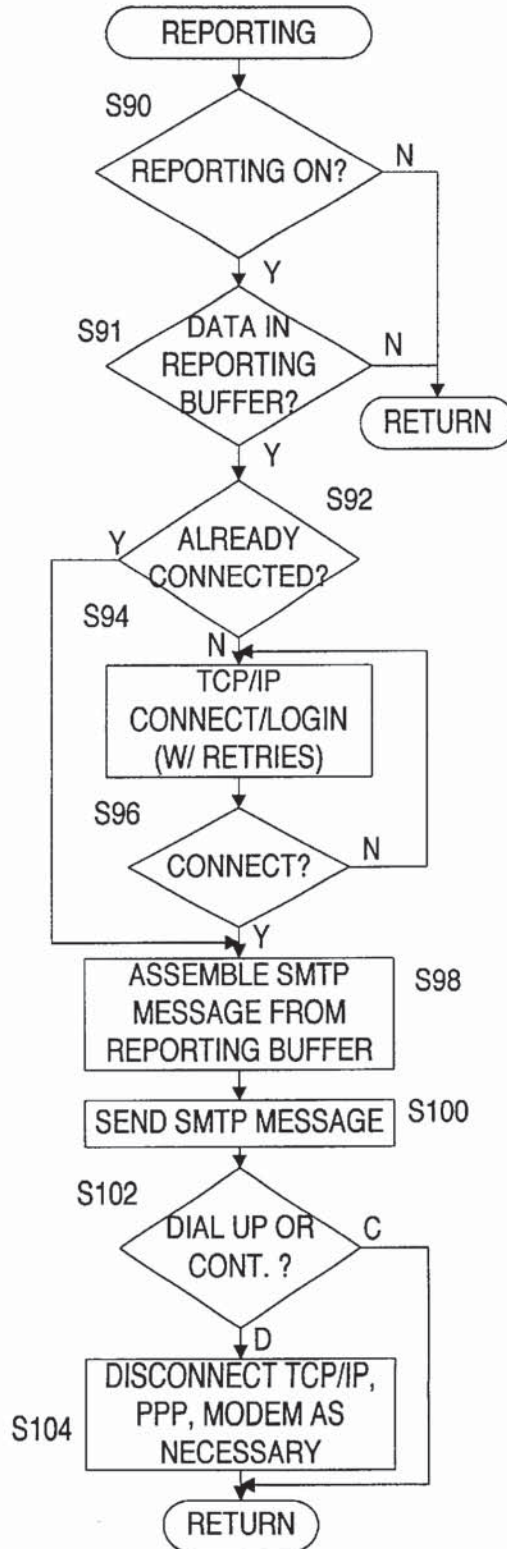 REPORTING
S90
REPORTING ON?
N
Y
S91
DATA IN
REPORTING
BUFFER?
N
RETURN
Y
S92
ALREADY
CONNECTED?
Y
S94
N
TCP/IP
CONNECT/LOGIN
(W/ RETRIES)
S96
CONNECT?
N
Y
ASSEMBLE SMTP
MESSAGE FROM
REPORTING BUFFER
S98
SEND SMTP MESSAGE
S100
S102
DIAL UP OR
CONT. ?
C
D
DISCONNECT TCP/IP,
PPP, MODEM AS
NECESSARY
S104
RETURN